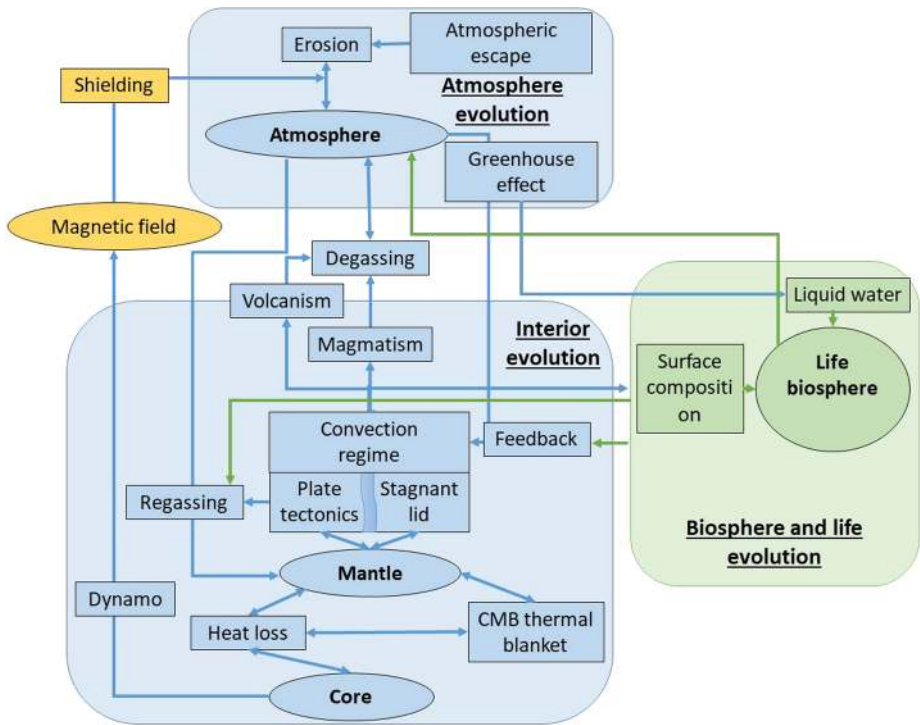 Erosion
Atmospheric
escape
Shielding
Atmosphere
evolution
Atmosphere
Greenhouse
effect
Magnetic field
Degassing
Volcanism
Liquid water
Interior
evolution
Magmatism
Surface
compositi
on
Life
biosphere
Convection
regime
Feedback
Regassing
Plate
tectonics
Stagnant
lid
Biosphere and life
evolution
Mantle
Dynamo
Heat loss
CMB thermal
blanket
Core